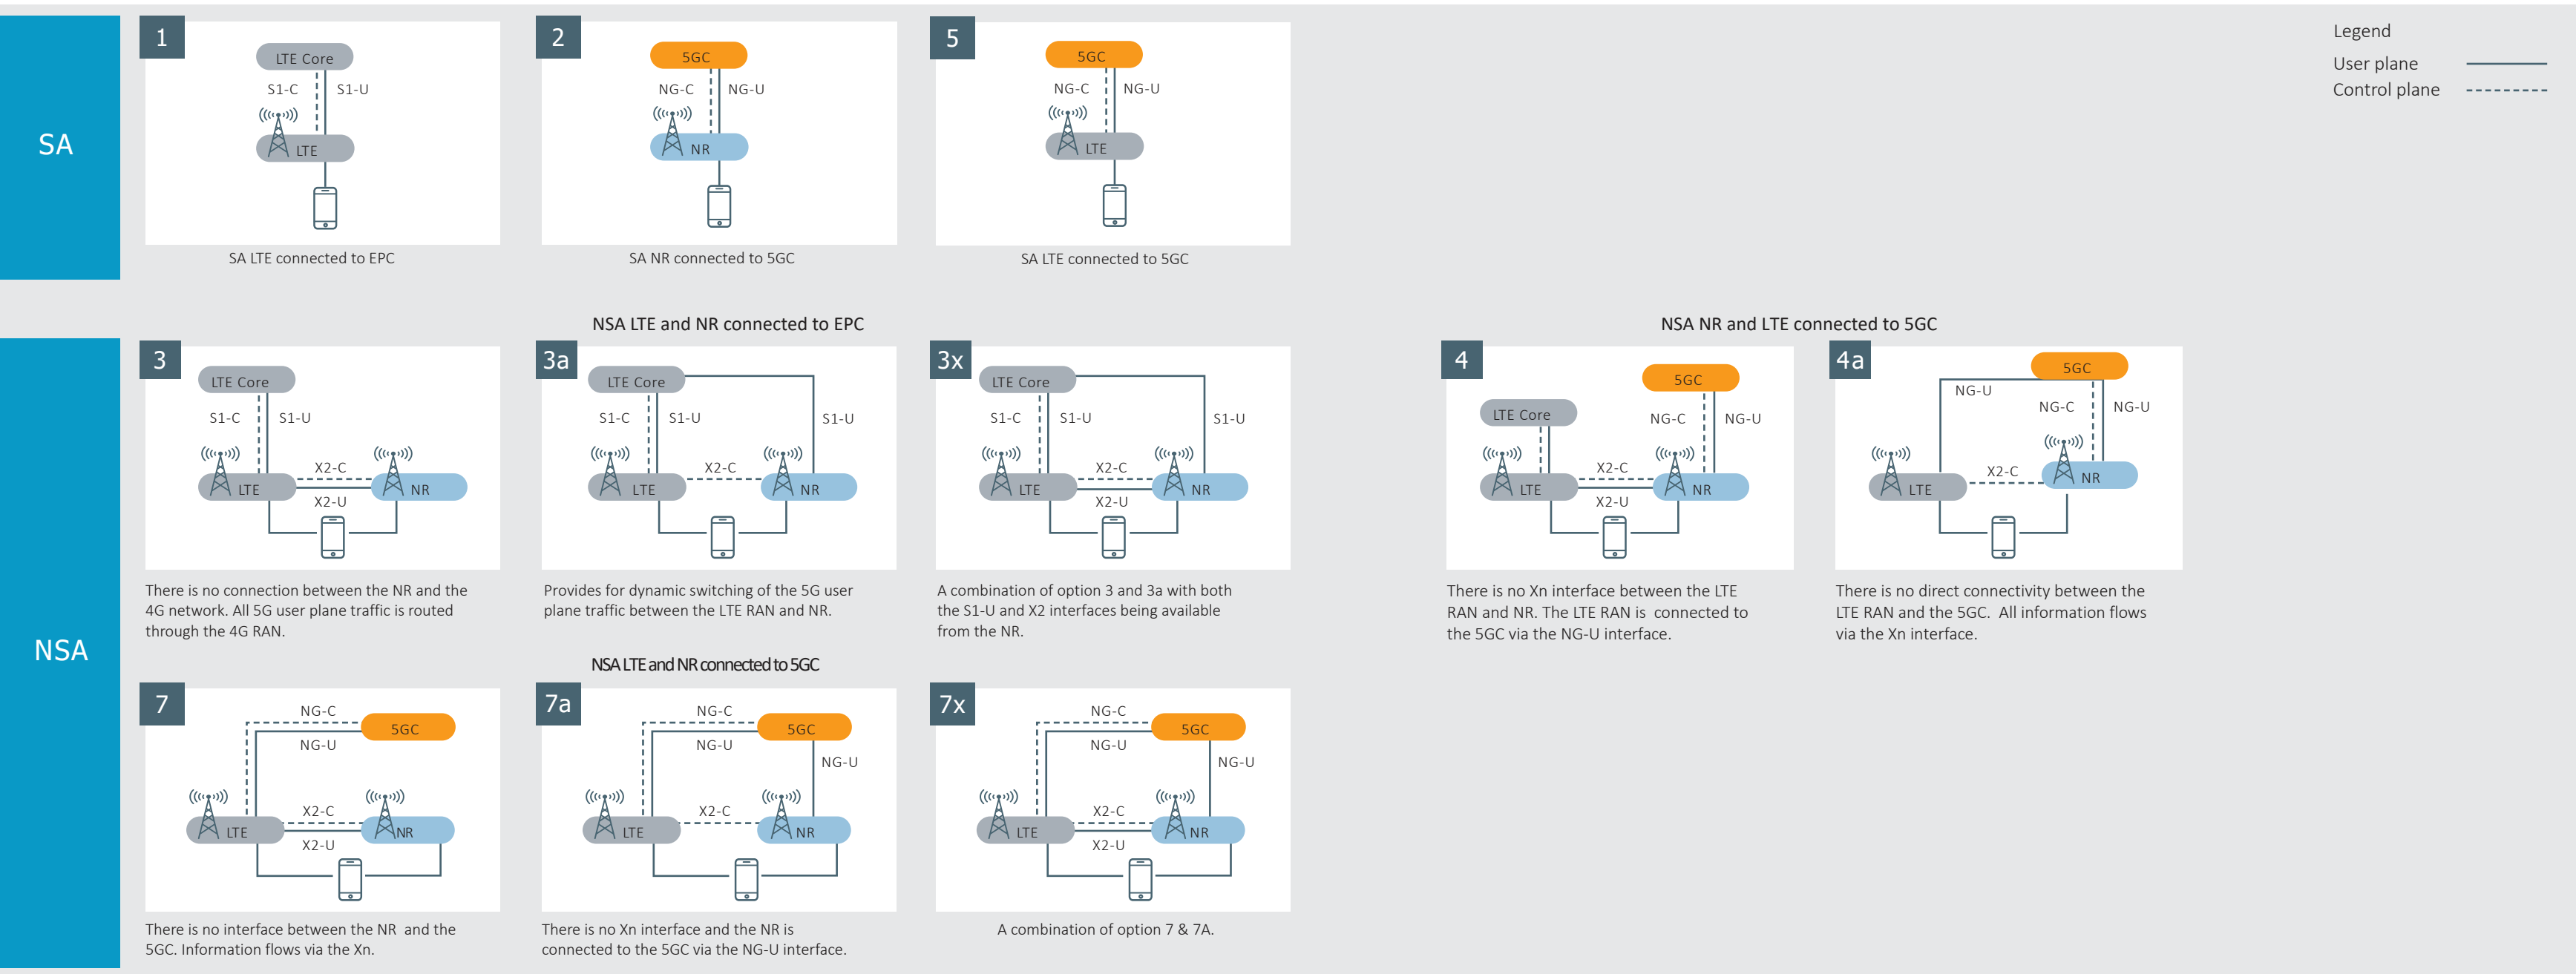 SA
1
LTE Core
S1-C
S1-U
LTE
SA LTE connected to EPC
2
5GC
NG-C
NG-U
NR
SA NR connected to 5GC
5
5GC
NG-C
NG-U
LTE
SA LTE connected to 5GC
Legend
User plane
Control plane
NSA
NSA LTE and NR connected to EPC
3
LTE Core
S1-C
S1-U
X2-C
LTE
NR
X2-U
There is no connection between the NR and the
4G network. All 5G user plane traffic is routed
through the 4G RAN.
3a
LTE Core
S1-C
S1-U
S1-U
X2-C
LTE
NR
Provides for dynamic switching of the 5G user
plane traffic between the LTE RAN and NR.
3x
LTE Core
S1-C
S1-U
S1-U
X2-C
LTE
NR
X2-U
A combination of option 3 and 3a with both
the S1-U and X2 interfaces being available
from the NR.
NSA NR and LTE connected to 5GC
4
5GC
LTE Core
NG-C
NG-U
X2-C
LTE
NR
X2-U
There is no Xn interface between the LTE
RAN and NR. The LTE RAN is connected to
the 5GC via the NG-U interface.
4a
5GC
NG-U
NG-C
NG-U
X2-C
LTE
NR
There is no direct connectivity between the
LTE RAN and the 5GC. All information flows
via the Xn interface.
NSA LTE and NR connected to 5GC
7
NG-C
5GC
NG-U
X2-C
LTE
NR
X2-U
There is no interface between the NR and the
5GC. Information flows via the Xn.
7a
NG-C
5GC
NG-U
NG-U
X2-C
LTE
NR
There is no Xn interface and the NR is
connected to the 5GC via the NG-U interface.
7x
NG-C
5GC
NG-U
NG-U
X2-C
LTE
NR
X2-U
A combination of option 7 & 7A.